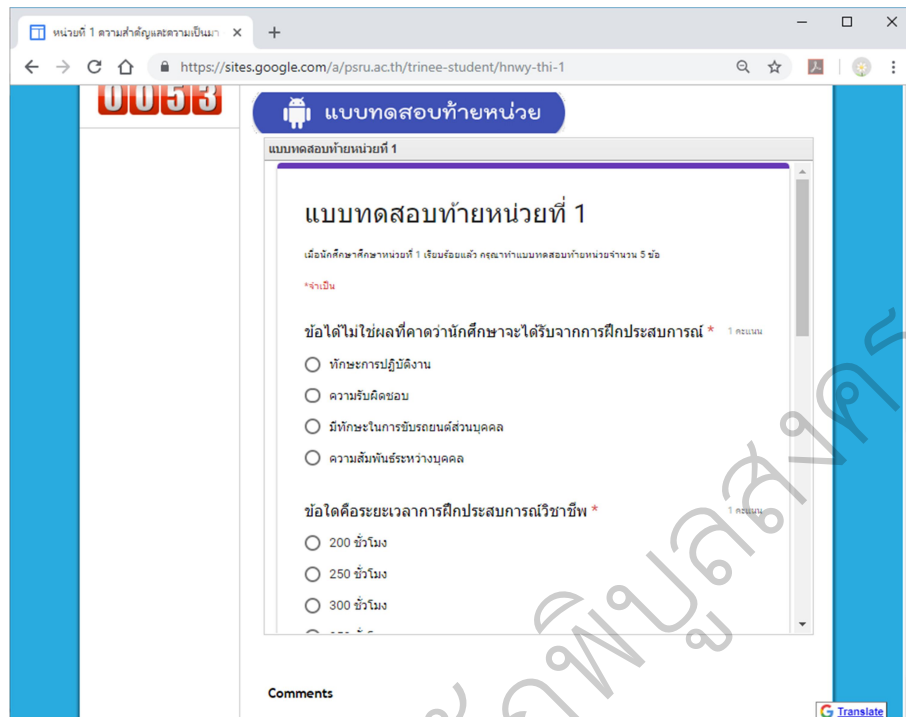 หน่วยที่ 1 ความสำคัญและความเป็นมา
https://sites.google.com/a/psru.ac.th/trinee-student/hnwy-thi-1
0053
แบบทดสอบท้ายหน่วย
แบบทดสอบท้ายหน่วยที่ 1
แบบทดสอบท้ายหน่วยที่ 1
เมื่อนักศึกษาศึกษาหน่วยที่ 1 เรียบร้อยแล้ว กรุณาทำแบบทดสอบท้ายหน่วยจำนวน 5 ข้อ
*จำเป็น
ข้อได้ไม่ใช่ผลที่คาดว่านักศึกษาจะได้รับจากการฝึกประสบการณ์ * 1 คะแนน
ทักษะการปฏิบัติงาน
ความรับผิดชอบ
มีทักษะในการขับรถยนต์ส่วนบุคคล
ความสัมพันธ์ระหว่างบุคคล
ข้อใดคือระยะเวลาการฝึกประสบการณ์วิชาชีพ * 1 คะแนน
200 ชั่วโมง
250 ชั่วโมง
300 ชั่วโมง
Comments
Translate